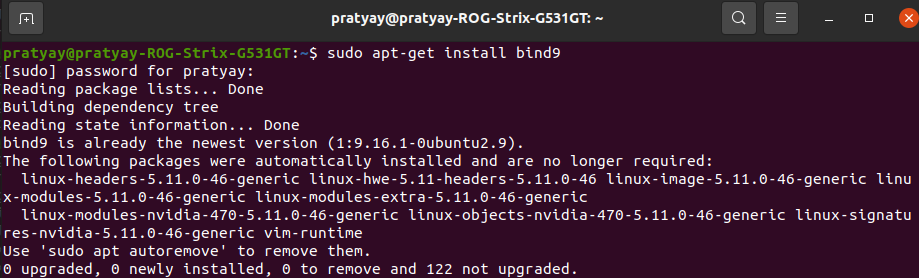 pratyay@pratyay-ROG-Strix-G531GT: ~
pratyay@pratyay-ROG-Strix-G531GT:~$ sudo apt-get install bind9
[sudo] password for pratyay:
Reading package lists... Done
Building dependency tree
Reading state information... Done
bind9 is already the newest version (1:9.16.1-0ubuntu2.9).
The following packages were automatically installed and are no longer required:
  linux-headers-5.11.0-46-generic linux-hwe-5.11-headers-5.11.0-46 linux-image-5.11.0-46-generic linu
x-modules-5.11.0-46-generic linux-modules-extra-5.11.0-46-generic
  linux-modules-nvidia-470-5.11.0-46-generic linux-objects-nvidia-470-5.11.0-46-generic linux-signatu
res-nvidia-5.11.0-46-generic vim-runtime
Use 'sudo apt autoremove' to remove them.
0 upgraded, 0 newly installed, 0 to remove and 122 not upgraded.